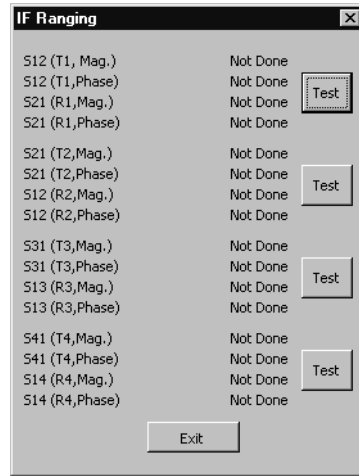 IF Ranging
S12 (T1, Mag.) Not Done
S12 (T1,Phase) Not Done
S21 (R1,Mag.) Not Done
S21 (R1,Phase) Not Done
Test
S21 (T2,Mag.) Not Done
S21 (T2,Phase) Not Done
S12 (R2,Mag.) Not Done
S12 (R2,Phase) Not Done
Test
S31 (T3,Mag.) Not Done
S31 (T3,Phase) Not Done
S13 (R3,Mag.) Not Done
S13 (R3,Phase) Not Done
Test
S41 (T4,Mag.) Not Done
S41 (T4,Phase) Not Done
S14 (R4,Mag.) Not Done
S14 (R4,Phase) Not Done
Test
Exit